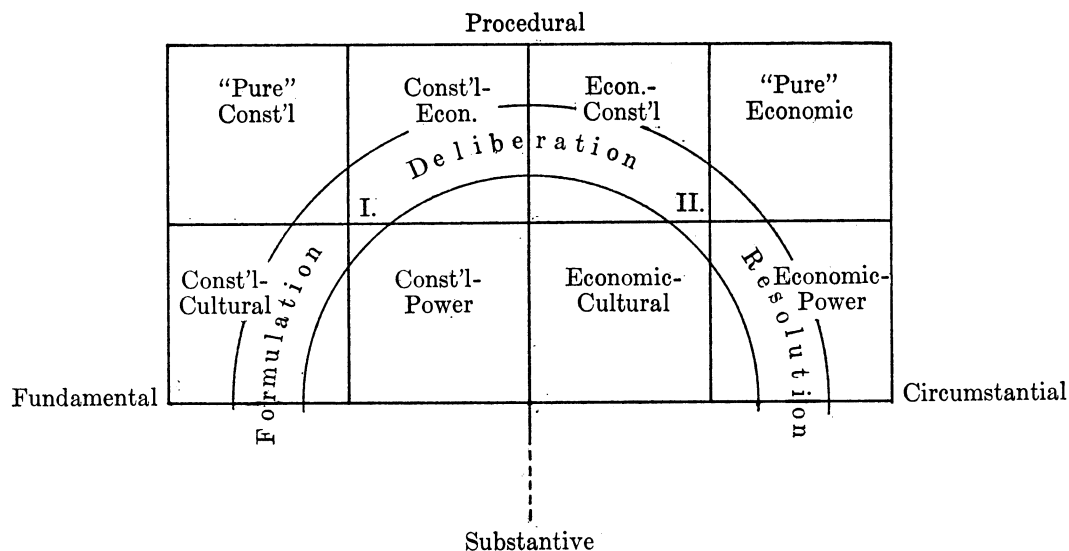 Procedural
“Pure”
Const'l
Const'l-
Econ.
Econ.-
Const'l
“Pure”
Economic
Deliberation
I.
II.
Formulation
Const'l-
Cultural
Const'l-
Power
Economic-
Cultural
Resolution
Economic-
Power
Fundamental
Circumstantial
Substantive